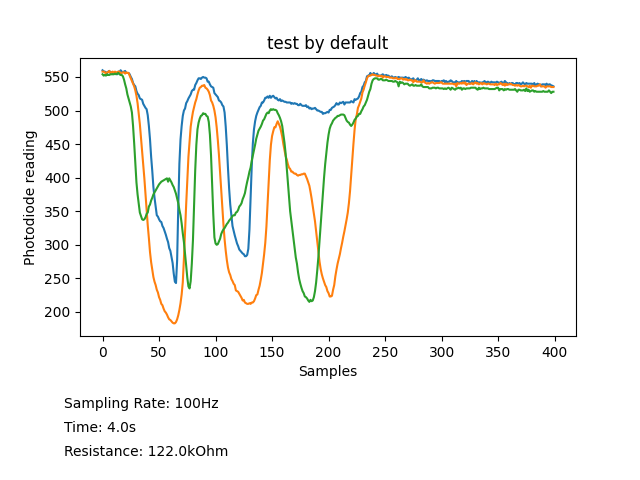 test by default
Photodiode reading
550
500
450
400
350
300
250
200
0 50 100 150 200 250 300 350 400
Samples
Sampling Rate: 100Hz
Time: 4.0s
Resistance: 122.0kOhm